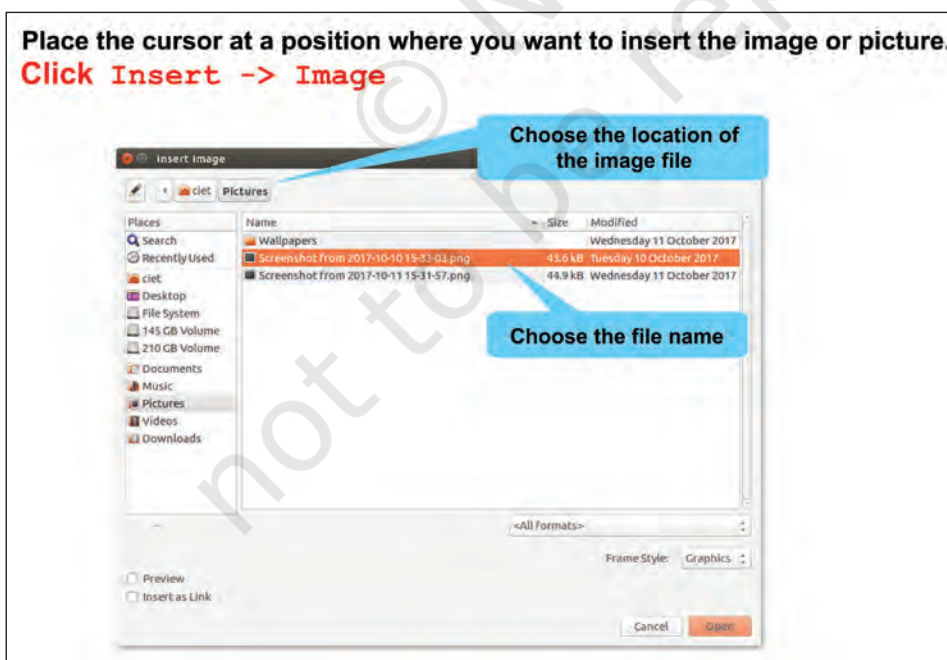 Place the cursor at a position where you want to insert the image or picture.
Click Insert -> Image
Choose the location of
the image file
Insert Image
ciet Pictures
Places Name Size Modified
Search Wallpapers Wednesday 11 October 2017
Recently Used Screenshot from 2017-10-10 15-33-03.png 43.6 kB Tuesday 10 October 2017
ciet Screenshot from 2017-10-11 15-31-57.png 44.9 kB Wednesday 11 October 2017
Desktop
File System
145 GB Volume
Choose the file name
210 GB Volume
Documents
Music
Pictures
Videos
Downloads
<All formats>
Frame Style: Graphics
Preview
Insert as Link
Cancel Open
©
not to be